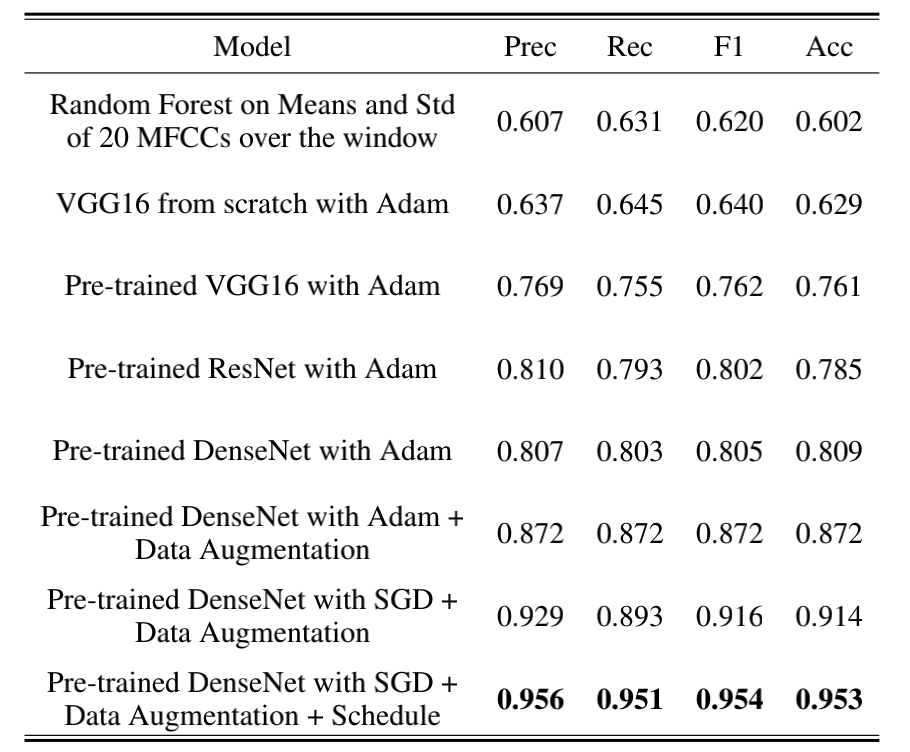 Model Prec Rec F1 Acc
Random Forest on Means and Std
of 20 MFCCs over the window 0.607 0.631 0.620 0.602
VGG16 from scratch with Adam 0.637 0.645 0.640 0.629
Pre-trained VGG16 with Adam 0.769 0.755 0.762 0.761
Pre-trained ResNet with Adam 0.810 0.793 0.802 0.785
Pre-trained DenseNet with Adam 0.807 0.803 0.805 0.809
Pre-trained DenseNet with Adam +
Data Augmentation 0.872 0.872 0.872 0.872
Pre-trained DenseNet with SGD +
Data Augmentation 0.929 0.893 0.916 0.914
Pre-trained DenseNet with SGD +
Data Augmentation + Schedule 0.956 0.951 0.954 0.953